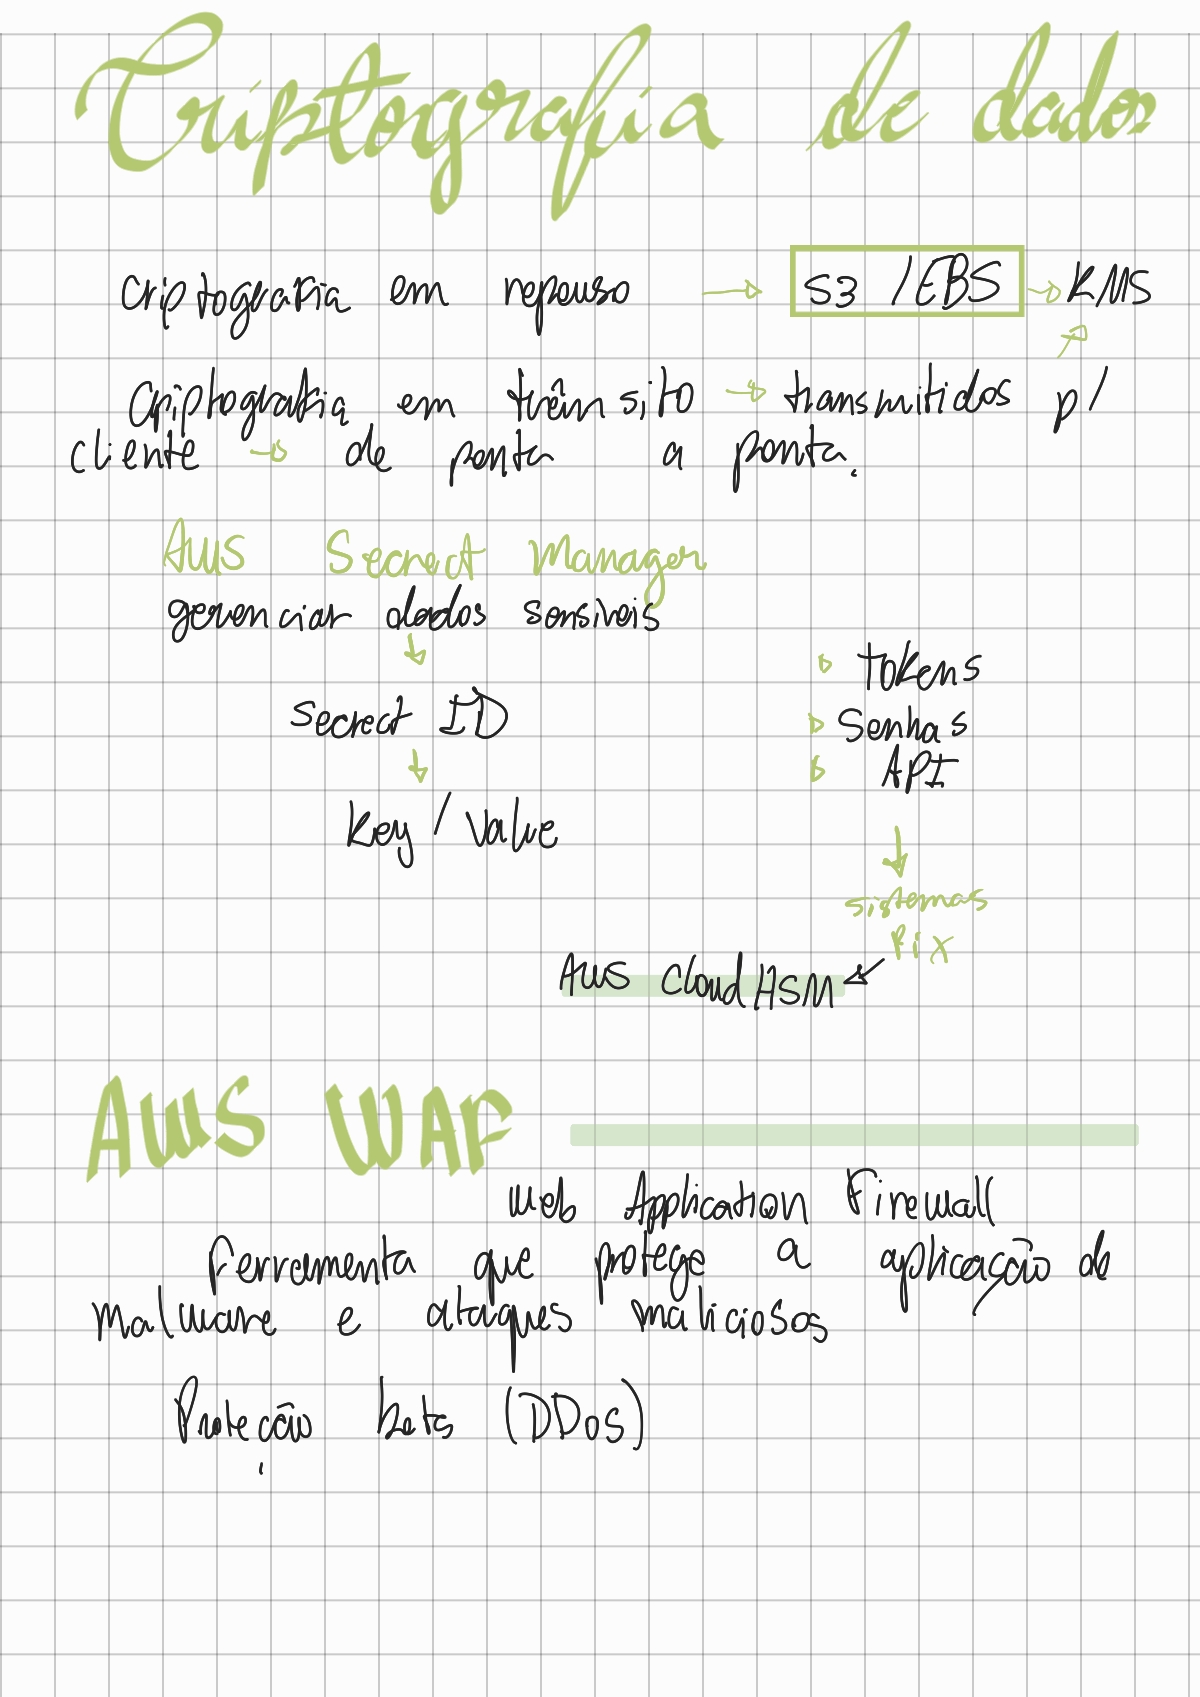 Criptografia de dados
Criptografia em repouso → S3 / EBS → KMS
Criptografia em trânsito → transmitidos p/
cliente → de ponta a ponta.
AWS Secrect Manager
gerenciar dados sensíveis
Secrect ID
Key / Value
Tokens
Senhas
API
sistemas
Pix
AWS CloudHSM
AWS WAF
Web Application Firewall
Ferramenta que protege a aplicação de
malware e ataques maliciosos
Proteção bots (DDoS)